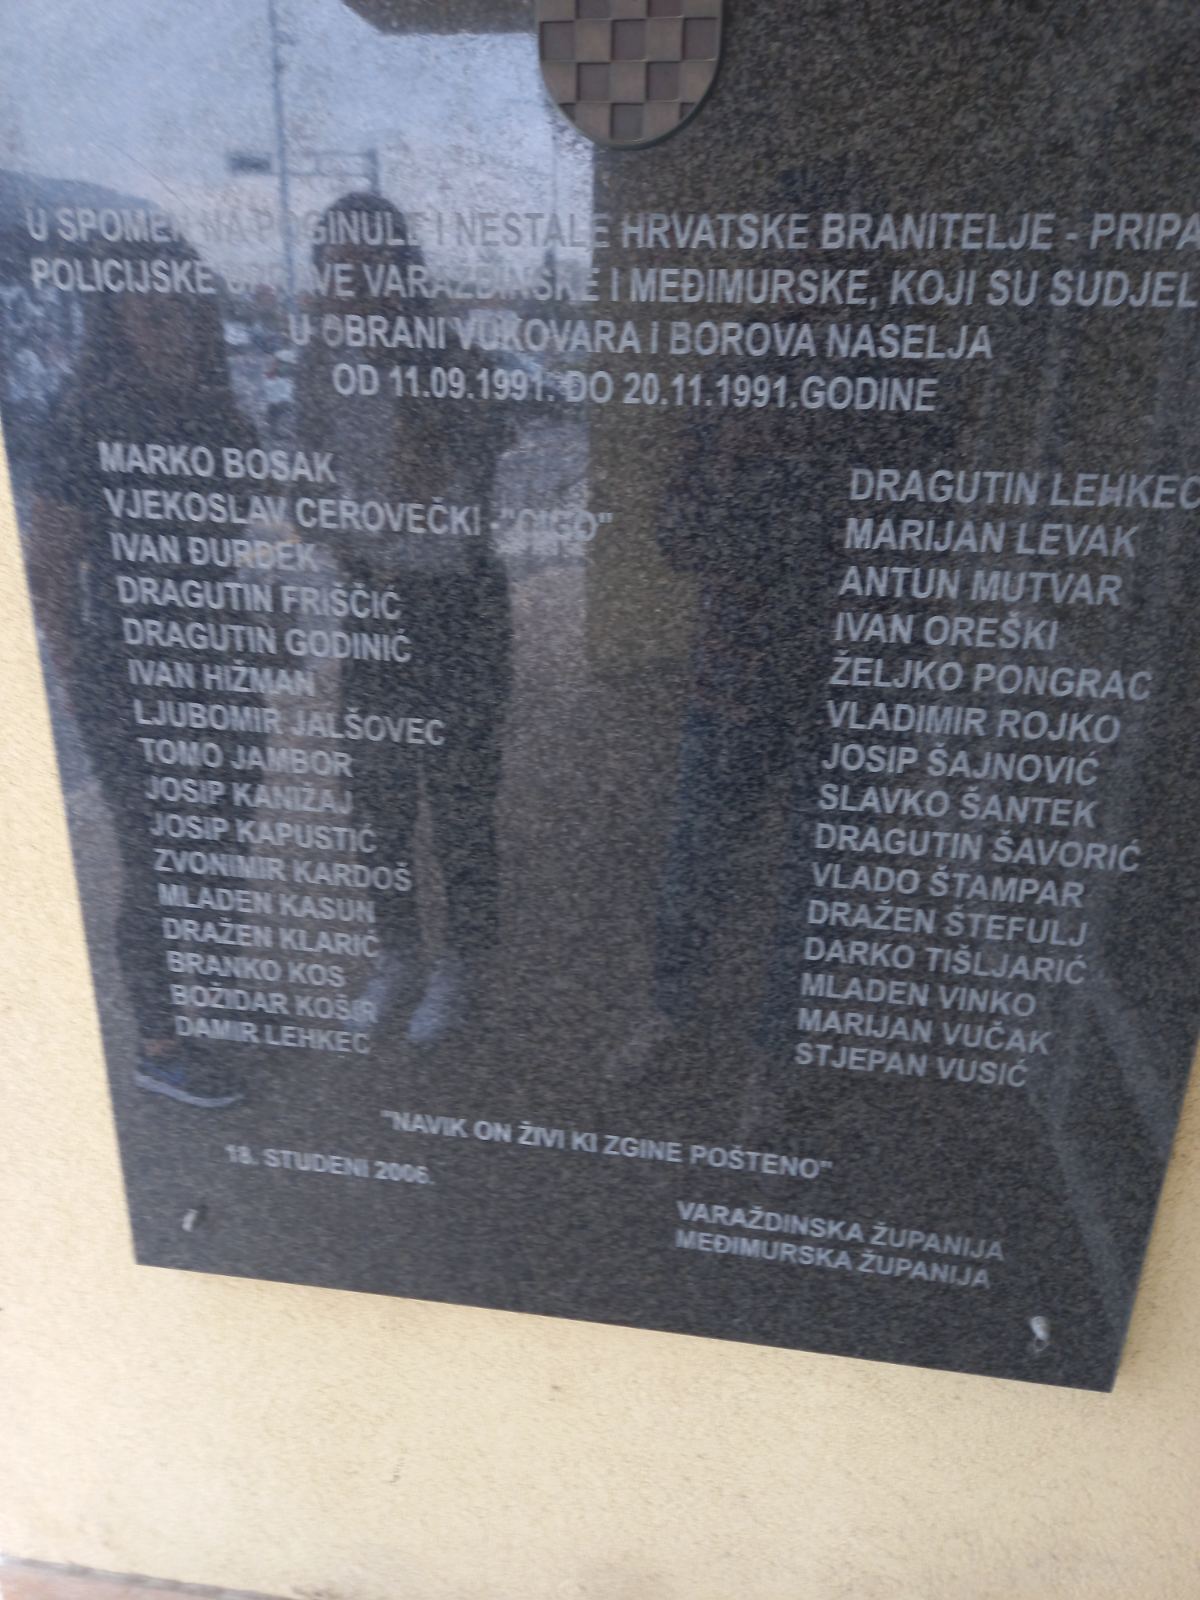 U SPOMEN NA POGINULE I NESTALE HRVATSKE BRANITELJE - PRIPA
POLICIJSKE UPRAVE VARAŽDINSKE I MEĐIMURSKE, KOJI SU SUDJEL
U OBRANI VUKOVARA I BOROVA NASELJA
OD 11.09.1991. DO 20.11.1991.GODINE
MARKO BOSAK
VJEKOSLAV CEROVEČKI - "CIGO"
IVAN ĐURĐEK
DRAGUTIN FRIŠČIĆ
DRAGUTIN GODINIĆ
IVAN HIŽMAN
LJUBOMIR JALŠOVEC
TOMO JAMBOR
JOSIP KANIŽAJ
JOSIP KAPUSTIĆ
ZVONIMIR KARDOŠ
MLADEN KASUN
DRAŽEN KLARIĆ
BRANKO KOS
BOŽIDAR KOŠIR
DAMIR LEHKEC
DRAGUTIN LEHKEC
MARIJAN LEVAK
ANTUN MUTVAR
IVAN OREŠKI
ŽELJKO PONGRAC
VLADIMIR ROJKO
JOSIP ŠAJNOVIĆ
SLAVKO ŠANTEK
DRAGUTIN ŠAVORIĆ
VLADO ŠTAMPAR
DRAŽEN ŠTEFULJ
DARKO TIŠLJARIĆ
MLADEN VINKO
MARIJAN VUČAK
STJEPAN VUSIĆ
"NAVIK ON ŽIVI KI ZGINE POŠTENO"
18. STUDENI 2006.
VARAŽDINSKA ŽUPANIJA
MEĐIMURSKA ŽUPANIJA